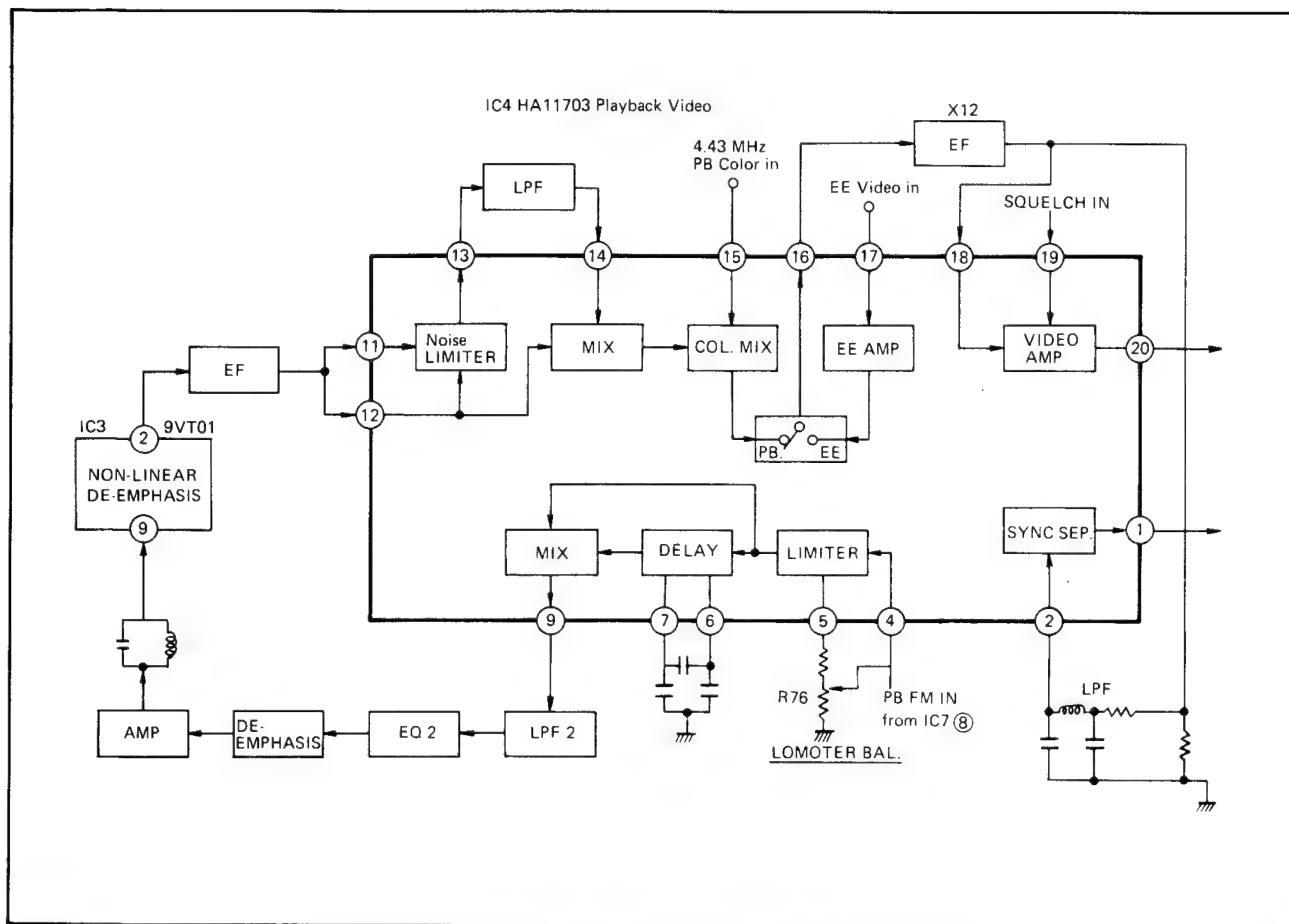 IC4 HA11703 Playback Video
X12
EF
4.43 MHz
PB Color in
LPF
EE Video in
SQUELCH IN
13
14
15
16
17
18
19
11
Noise
LIMITER
MIX
COL. MIX
EE AMP
VIDEO
AMP
20
EF
12
IC3
2
9VT01
NON-LINEAR
DE-EMPHASIS
9
PB.
EE
MIX
DELAY
LIMITER
SYNC SEP.
1
9
7
6
5
4
2
R76
PB FM IN
from IC7 8
LOMOTER BAL.
LPF
AMP
DE-
EMPHASIS
EQ 2
LPF 2